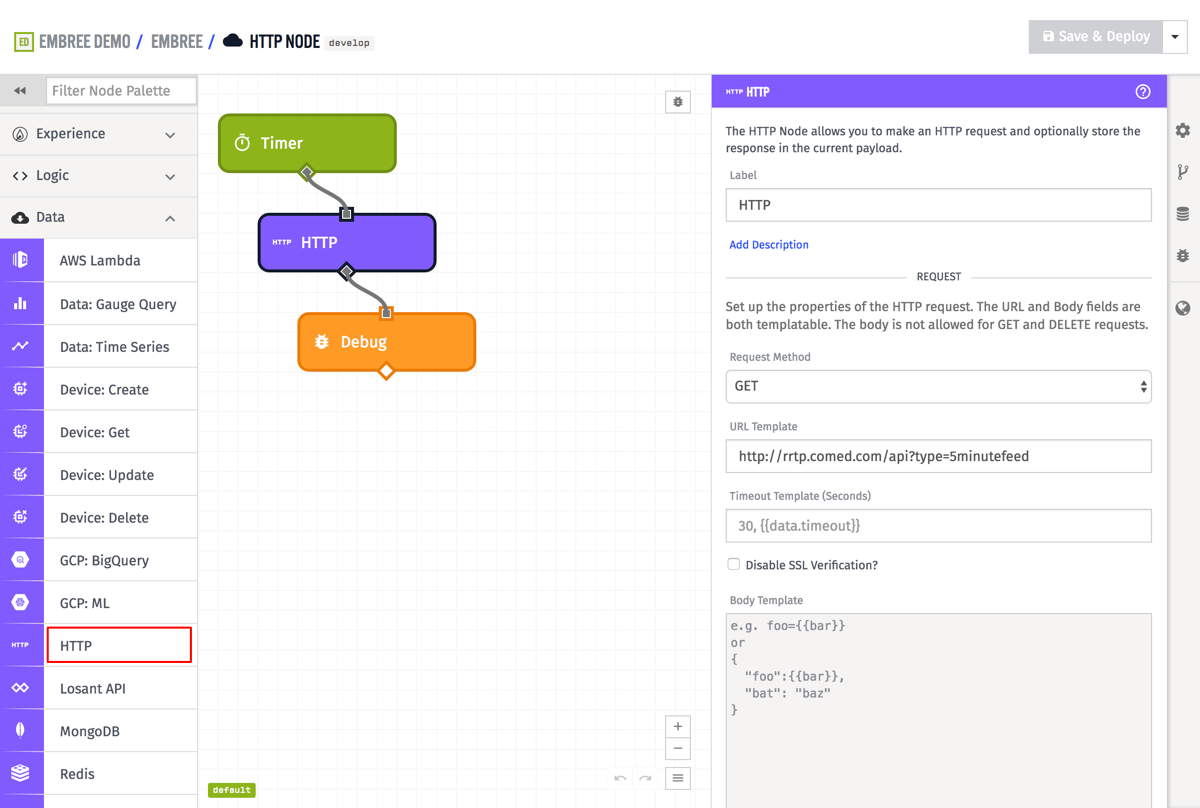 ED EMBREE DEMO / EMBREE / HTTP NODE develop
Save & Deploy
Filter Node Palette
Experience
Logic
Data
AWS Lambda
Data: Gauge Query
Data: Time Series
Device: Create
Device: Get
Device: Update
Device: Delete
GCP: BigQuery
GCP: ML
HTTP HTTP
Losant API
MongoDB
Redis
Timer
HTTP HTTP
Debug
default
HTTP HTTP
The HTTP Node allows you to make an HTTP request and optionally store the
response in the current payload.
Label
HTTP
Add Description
REQUEST
Set up the properties of the HTTP request. The URL and Body fields are
both templatable. The body is not allowed for GET and DELETE requests.
Request Method
GET
URL Template
http://rrtp.comed.com/api?type=5minutefeed
Timeout Template (Seconds)
30, {{data.timeout}}
Disable SSL Verification?
Body Template
e.g. foo={{bar}}
or
{
"foo":{{bar}},
"bat": "baz"
}